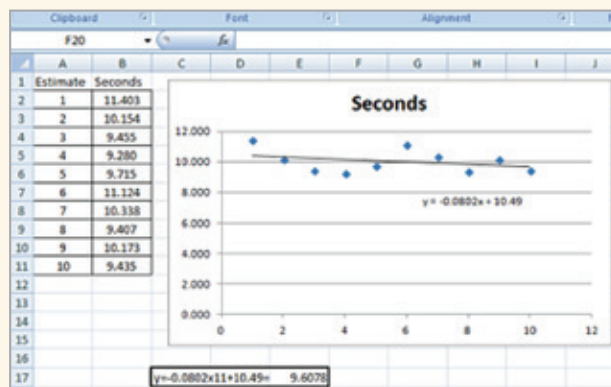 Clipboard Font Alignment
F20 fx
A B C D E F G H I J
1 Estimate Seconds
2 1 11.403
3 2 10.154
4 3 9.455
5 4 9.280
6 5 9.715
7 6 11.124
8 7 10.338
9 8 9.407
10 9 10.173
11 10 9.435
12
13
14
15
16
17 y=-0.0802x11+10.49= 9.6078
Seconds
12.000
10.000
8.000
6.000
4.000
2.000
0.000
0 2 4 6 8 10 12
y = -0.0802x + 10.49